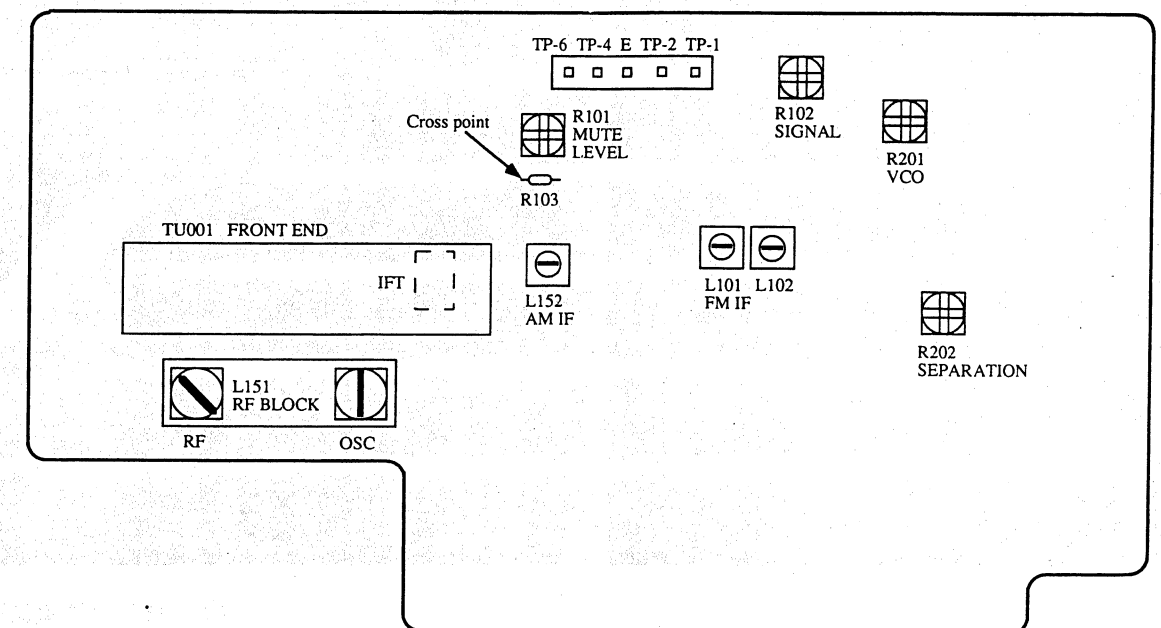 TP-6 TP-4 E TP-2 TP-1
R101
MUTE
LEVEL
R102
SIGNAL
Cross point
R103
R201
VCO
TU001 FRONT END
IFT
L152
AM IF
L101 L102
FM IF
R202
SEPARATION
L151
RF BLOCK
RF
OSC